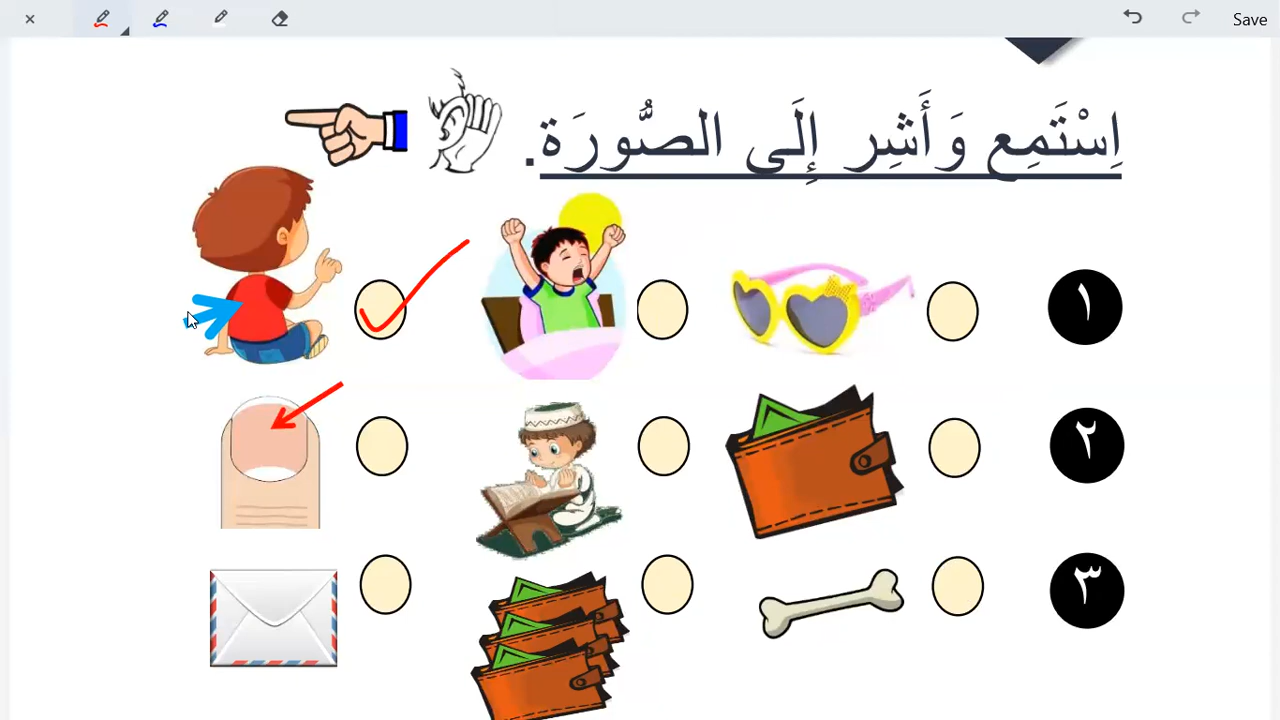 Save
اِسْتَمِع وَأَشِر إِلَى الصُّورَة.
١
٢
٣